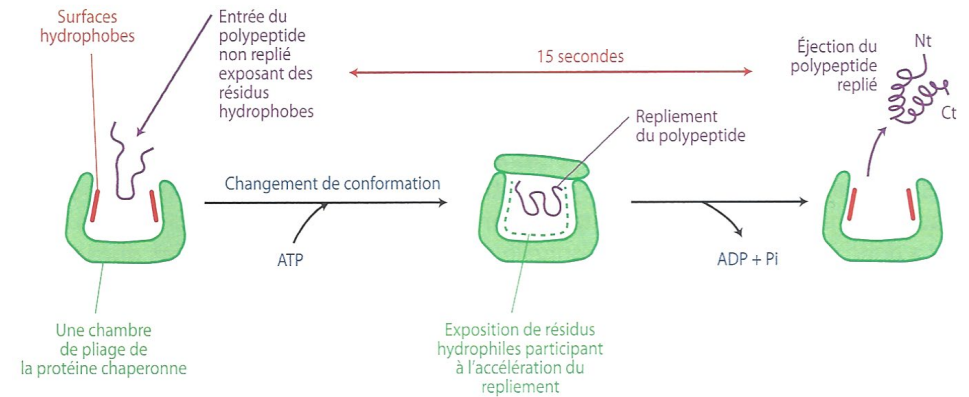 Surfaces
hydrophobes
Entrée du
polypeptide
non replié
exposant des
résidus
hydrophobes
15 secondes
Éjection du
polypeptide
replié
Nt
Ct
Repliement
du polypeptide
Changement de conformation
ATP
ADP + Pi
Une chambre
de pliage de
la protéine chaperonne
Exposition de résidus
hydrophiles participant
à l'accélération du
repliement